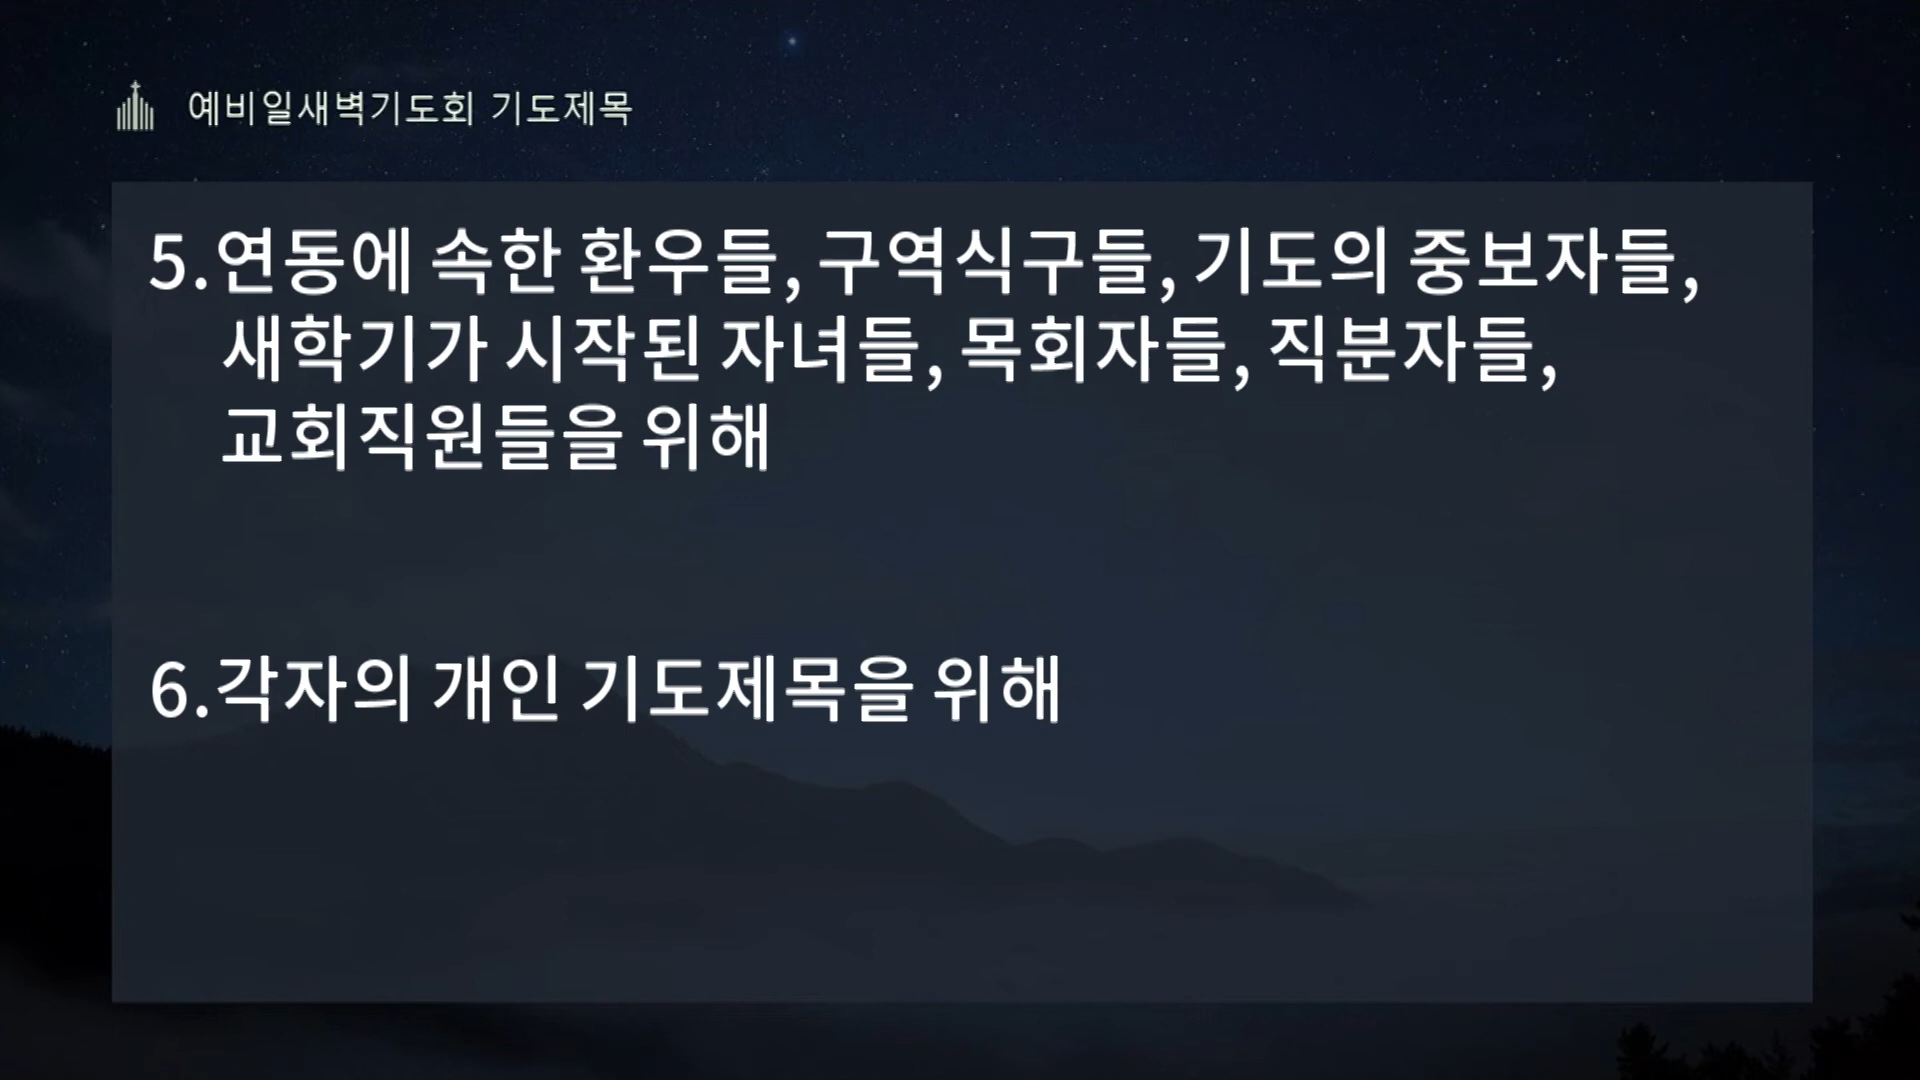 예비일새벽기도회 기도제목
5.연동에 속한 환우들, 구역식구들, 기도의 중보자들,
새학기가 시작된 자녀들, 목회자들, 직분자들,
교회직원들을 위해
6.각자의 개인 기도제목을 위해